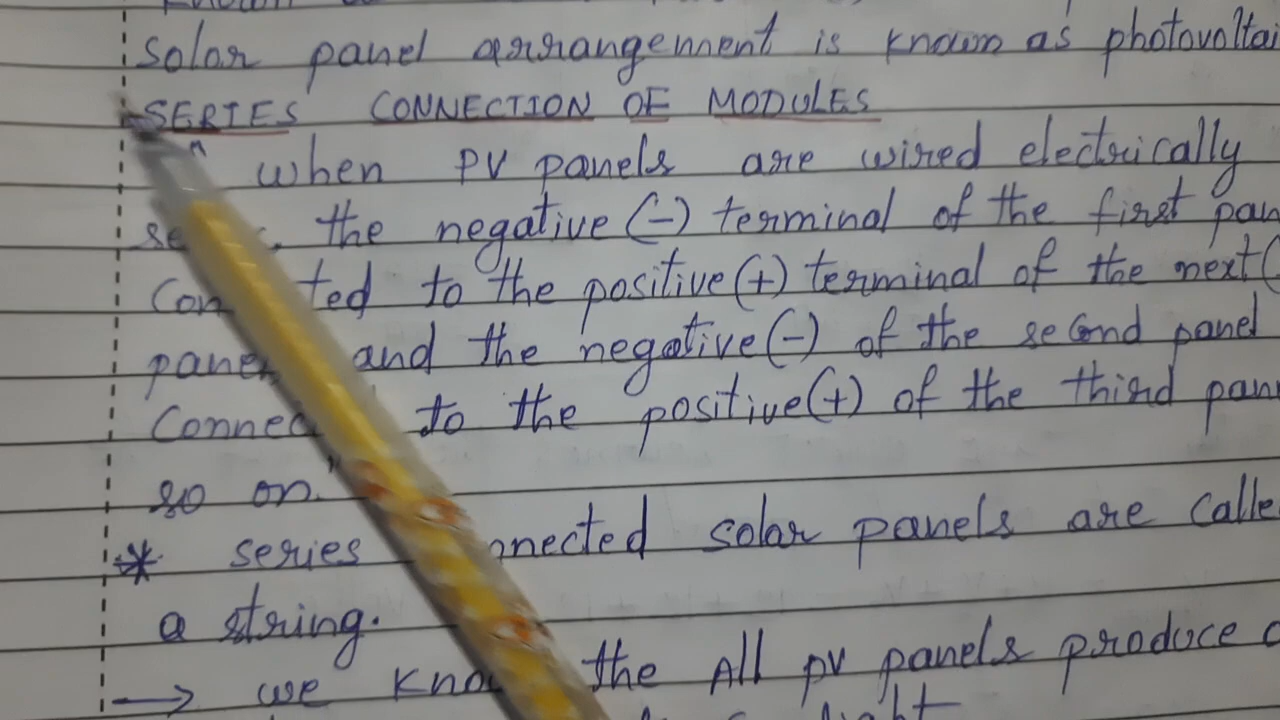 solar panel arrangement is known as photovoltai
SERIES CONNECTION OF MODULES
" when PV panels are wired electrically
the negative (-) terminal of the first pan
ted to the positive (+) terminal of the next (
and the negative (-) of the second panel
to the positive (+) of the third pan
so on."
* series nnected solar panels are calle
a string.
→ we kno the All PV panels produce